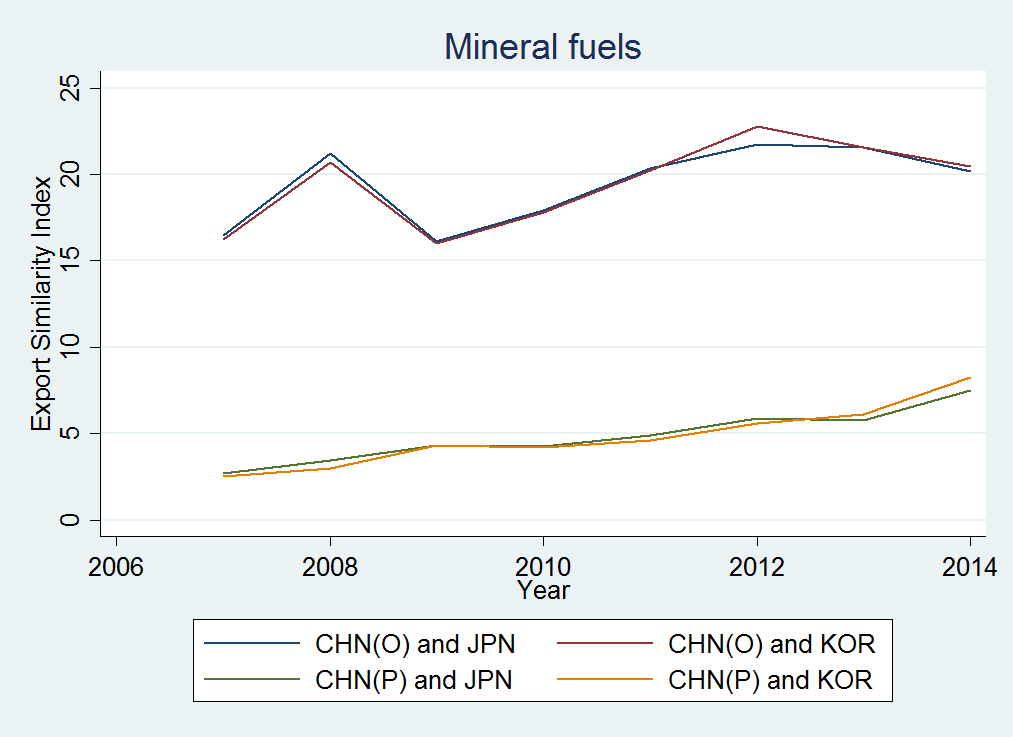 Mineral fuels
Export Similarity Index
25
20
15
10
5
0
2006 2008 2010 2012 2014
Year
CHN(O) and JPN CHN(O) and KOR
CHN(P) and JPN CHN(P) and KOR